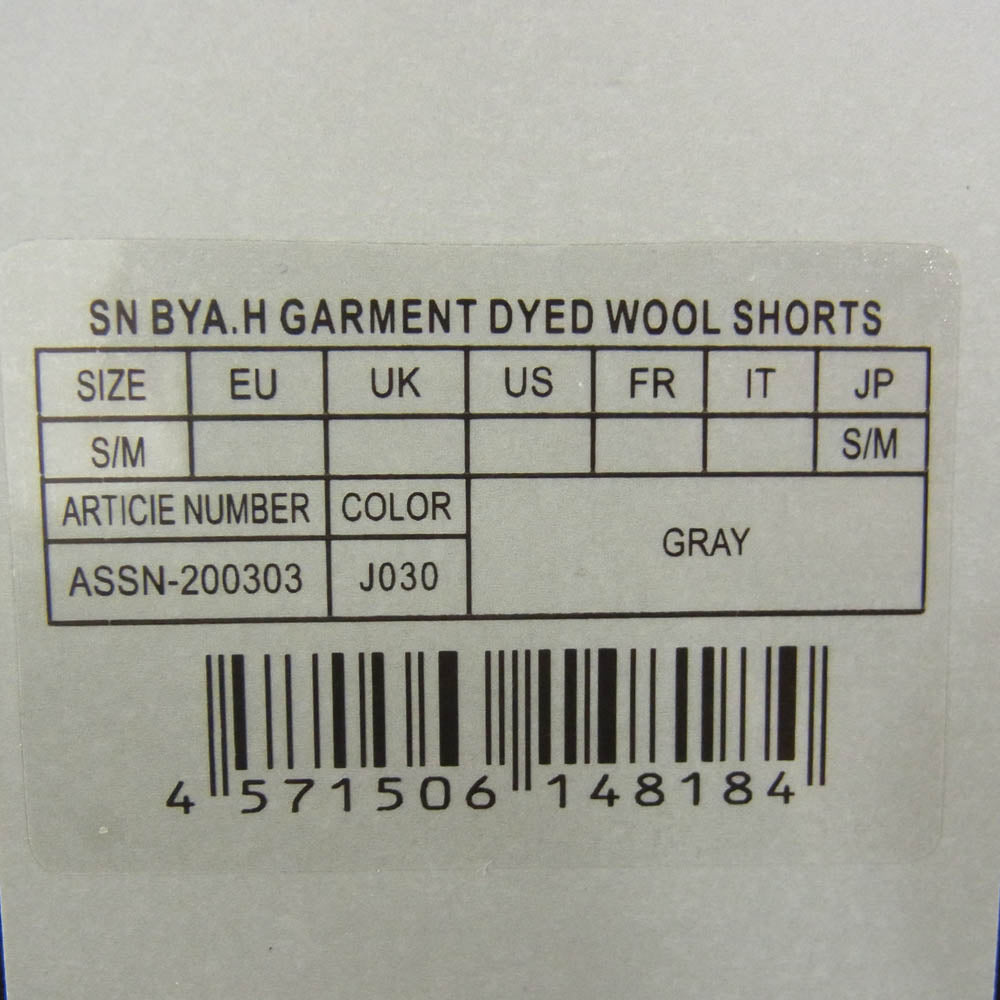 SN BYA.H GARMENT DYED WOOL SHORTS
SIZE EU UK US FR IT JP
S/M S/M
ARTICIE NUMBER COLOR
GRAY
ASSN-200303 J030
4 571506 148184